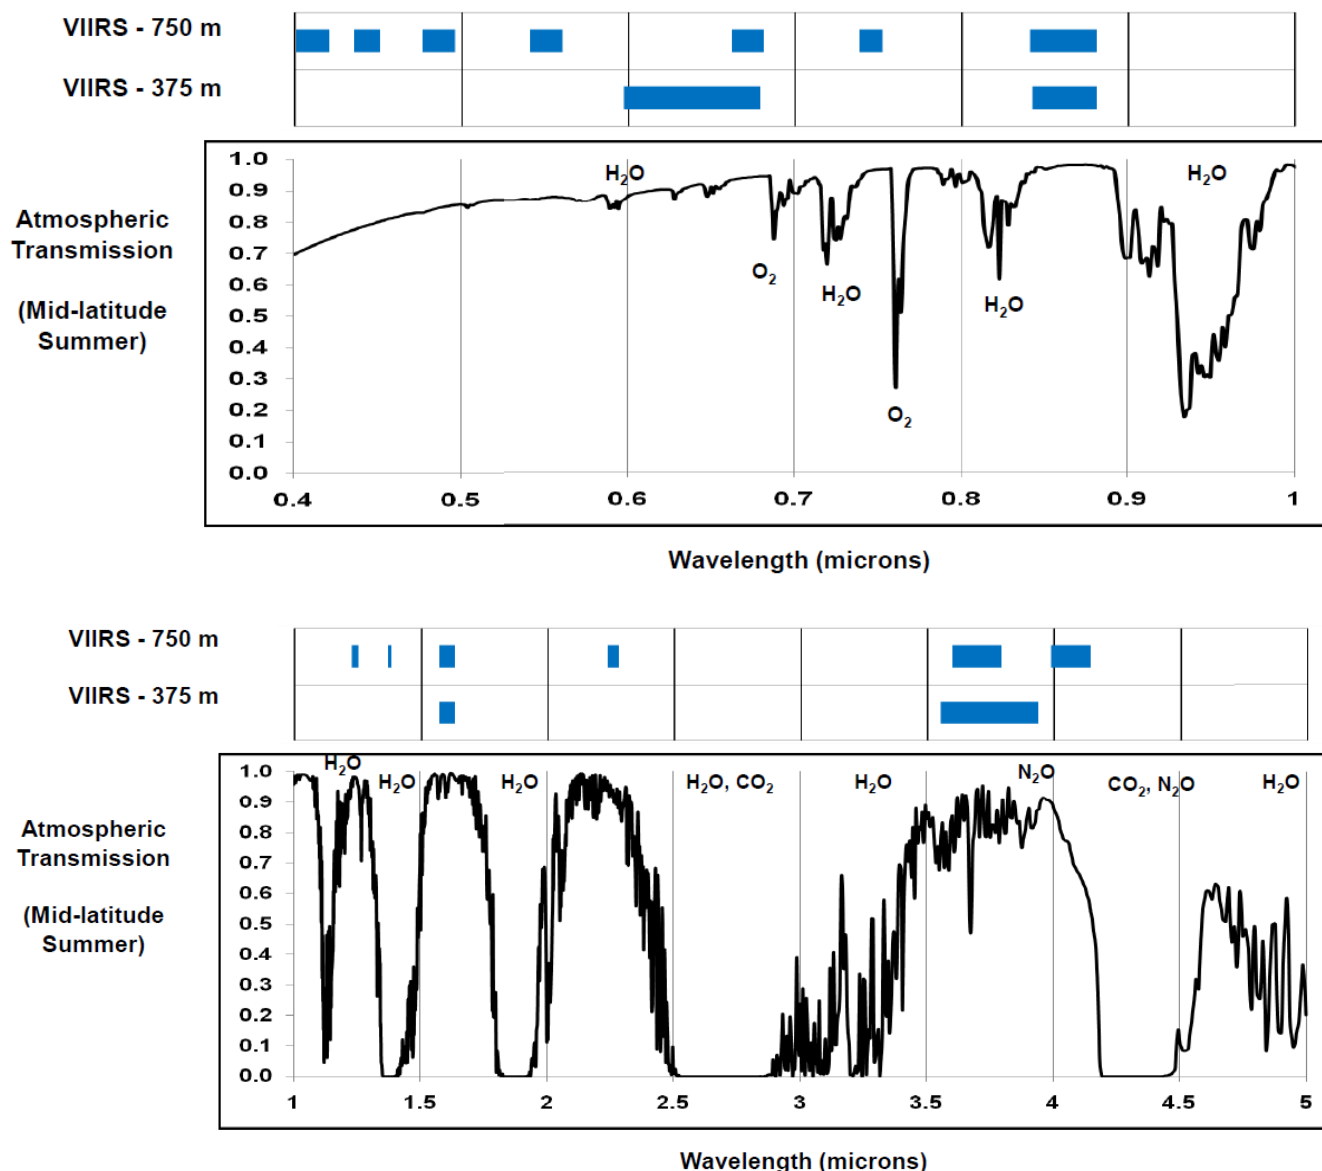 VIIRS - 750 m
VIIRS - 375 m
Atmospheric
Transmission
(Mid-latitude
Summer)
1.0
0.9
0.8
0.7
0.6
0.5
0.4
0.3
0.2
0.1
0.0
H₂O
O₂
H₂O
O₂
H₂O
H₂O
0.4 0.5 0.6 0.7 0.8 0.9 1
Wavelength (microns)
VIIRS - 750 m
VIIRS - 375 m
Atmospheric
Transmission
(Mid-latitude
Summer)
1.0
0.9
0.8
0.7
0.6
0.5
0.4
0.3
0.2
0.1
0.0
H₂O
H₂O
H₂O
H₂O, CO₂
H₂O
N₂O
CO₂, N₂O
H₂O
1 1.5 2 2.5 3 3.5 4 4.5 5
Wavelength (microns)